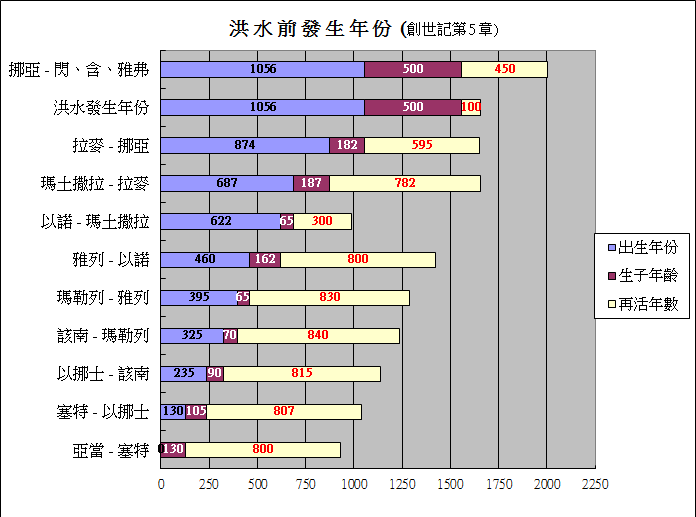 洪水前發生年份 (創世記第5章)
挪亞 - 閃、含、雅弗 1056 500 450
洪水發生年份 1056 500 100
拉麥 - 挪亞 874 182 595
瑪土撒拉 - 拉麥 687 187 782
以諾 - 瑪土撒拉 622 65 300
雅列 - 以諾 460 162 800
瑪勒列 - 雅列 395 65 830
該南 - 瑪勒列 325 70 840
以挪士 - 該南 235 90 815
塞特 - 以挪士 130 105 807
亞當 - 塞特 0 130 800
0 250 500 750 1000 1250 1500 1750 2000 2250
出生年份
生子年齡
再活年數